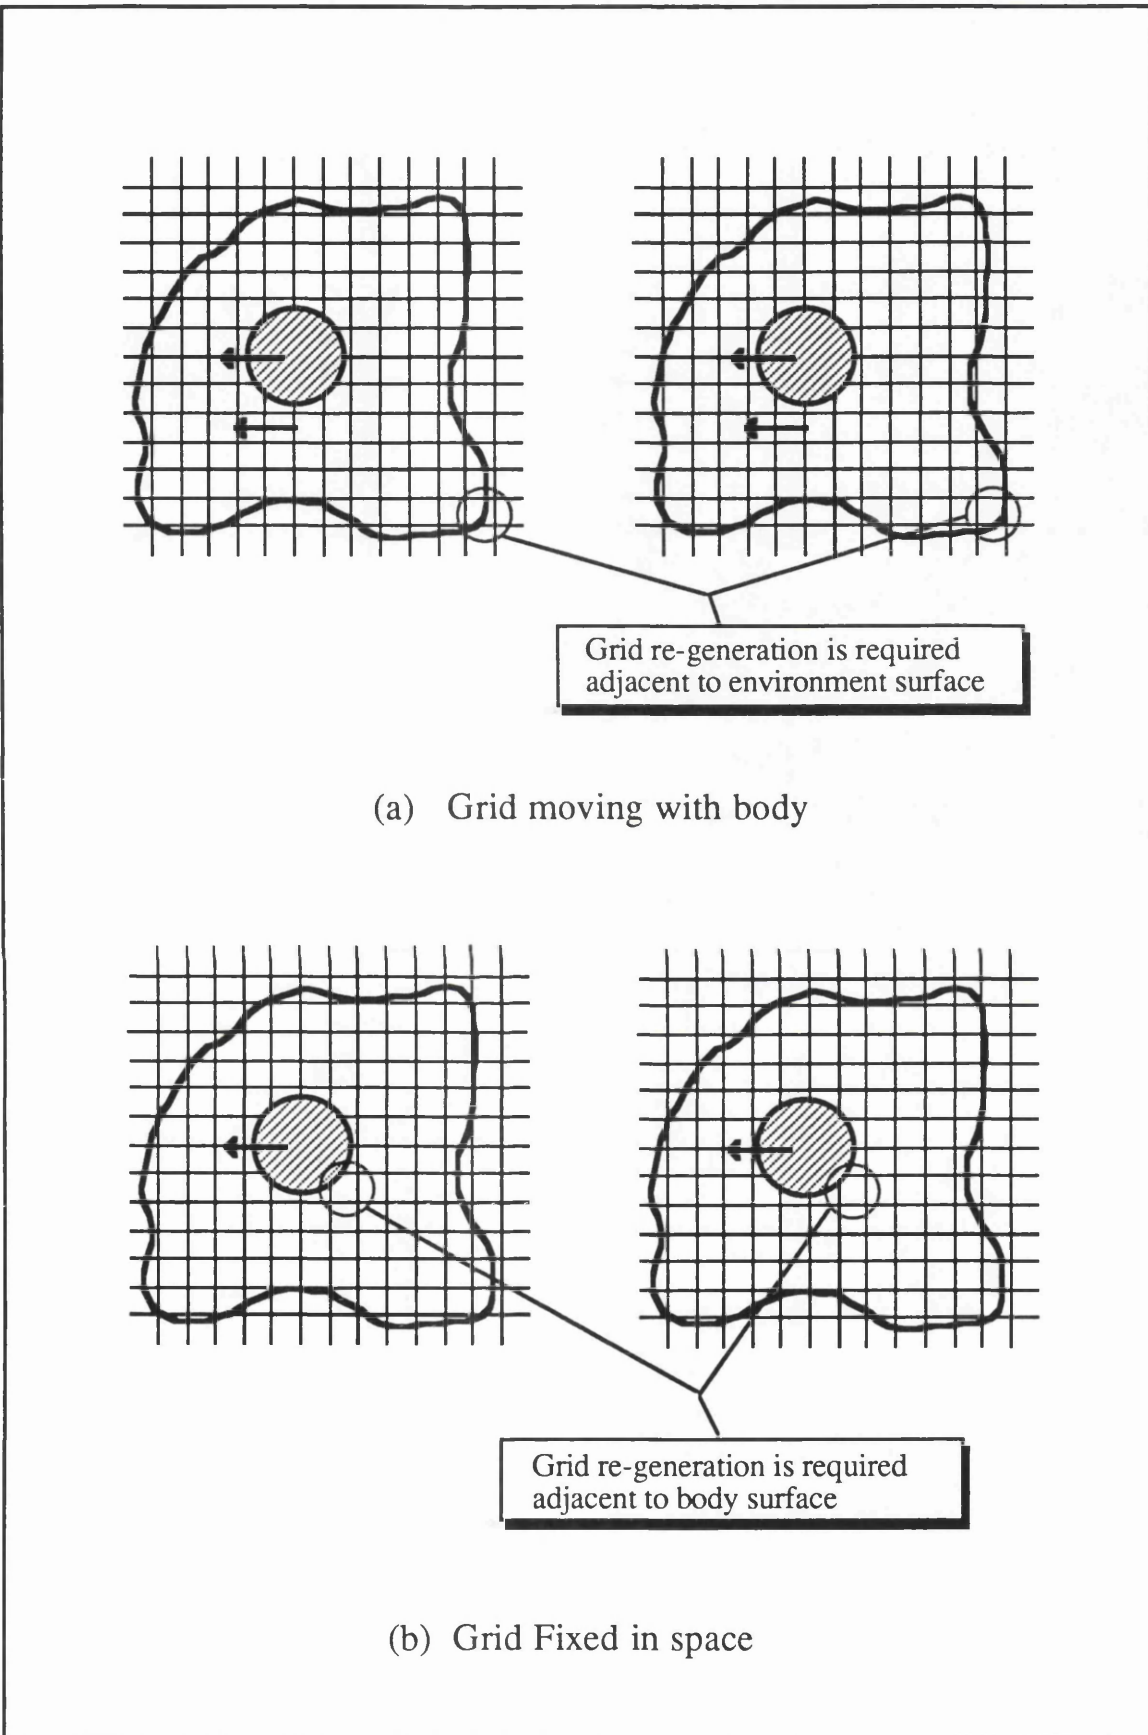 Grid re-generation is required
adjacent to environment surface
(a) Grid moving with body
Grid re-generation is required
adjacent to body surface
(b) Grid Fixed in space